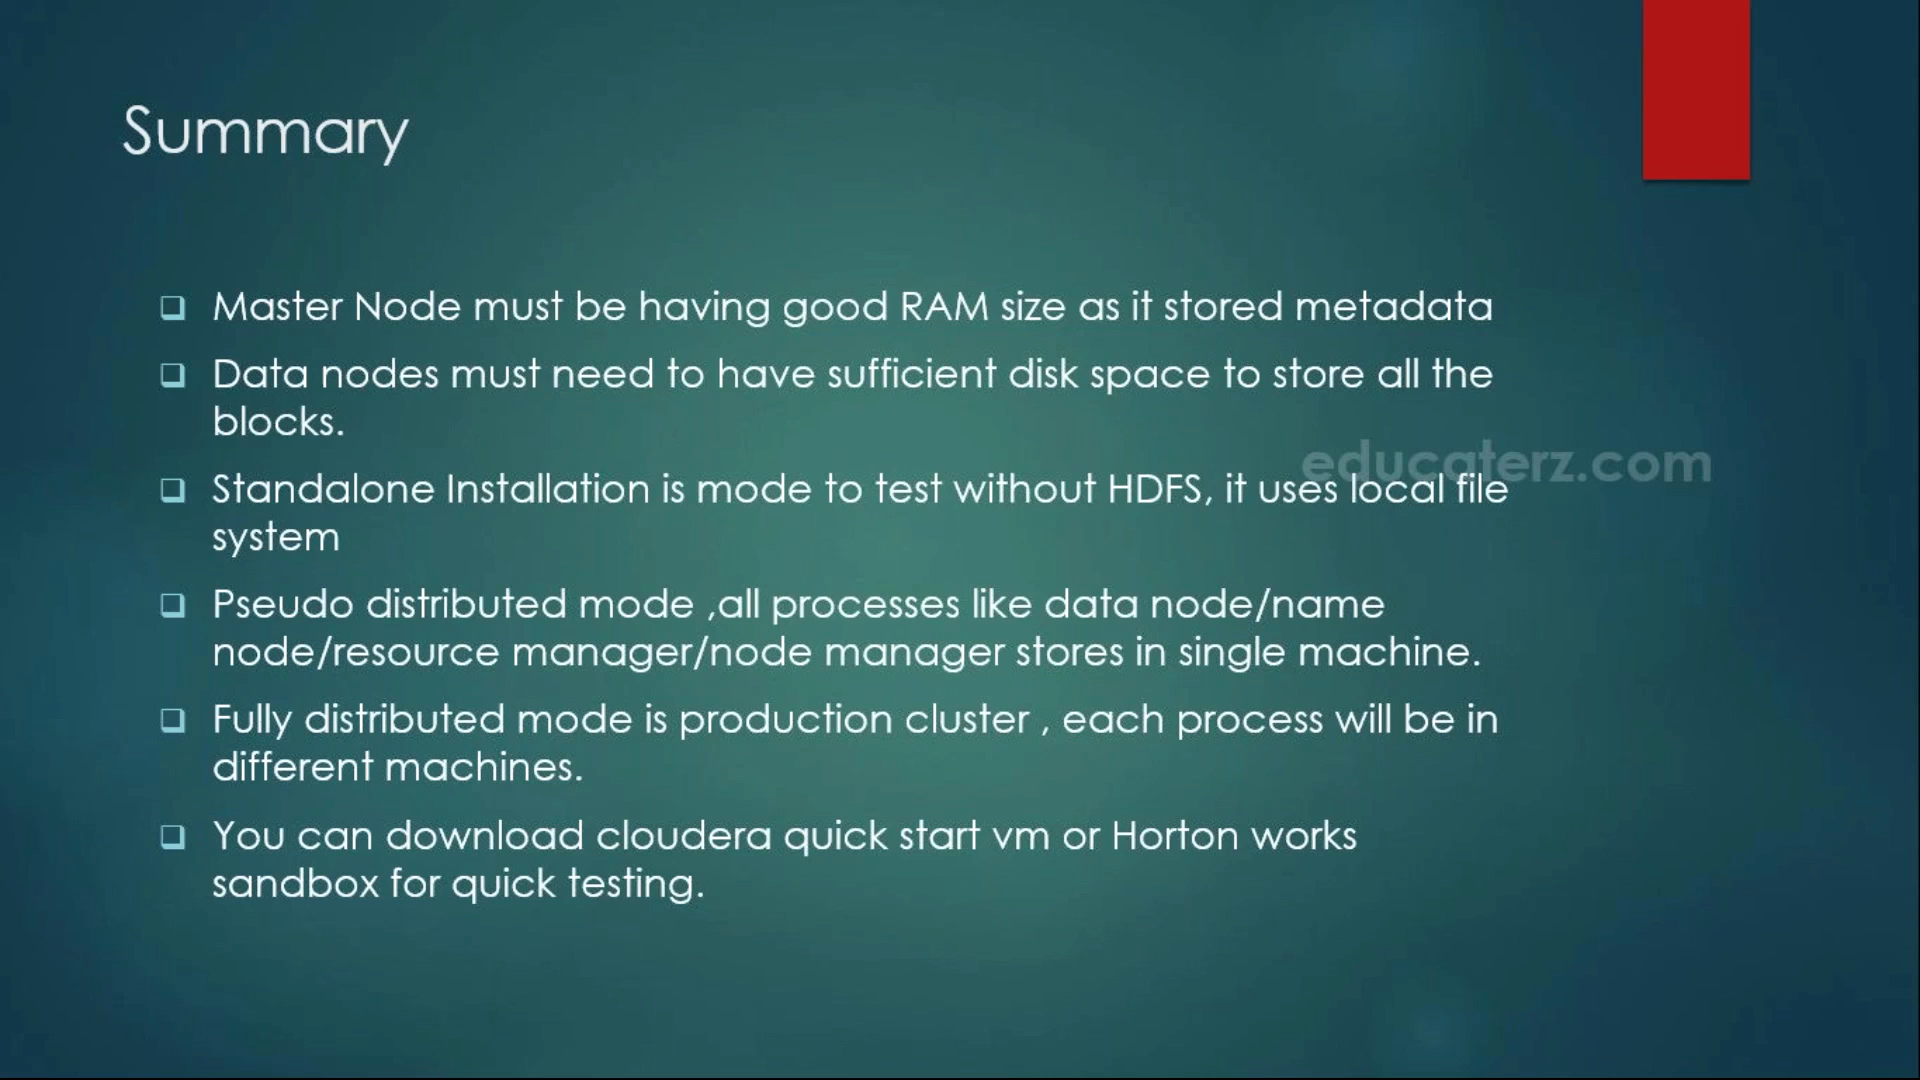 Summary
❑ Master Node must be having good RAM size as it stored metadata
❑ Data nodes must need to have sufficient disk space to store all the
blocks.
educaterz.com
❑ Standalone Installation is mode to test without HDFS, it uses local file
system
❑ Pseudo distributed mode ,all processes like data node/name
node/resource manager/node manager stores in single machine.
❑ Fully distributed mode is production cluster , each process will be in
different machines.
❑ You can download cloudera quick start vm or Horton works
sandbox for quick testing.